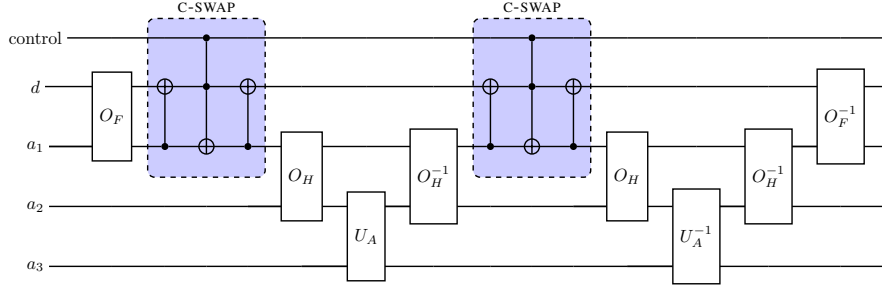 C-SWAP C-SWAP
control
d
O_F O_F^{-1}
a_1
O_H O_H^{-1} O_H O_H^{-1}
a_2
U_A U_A^{-1}
a_3